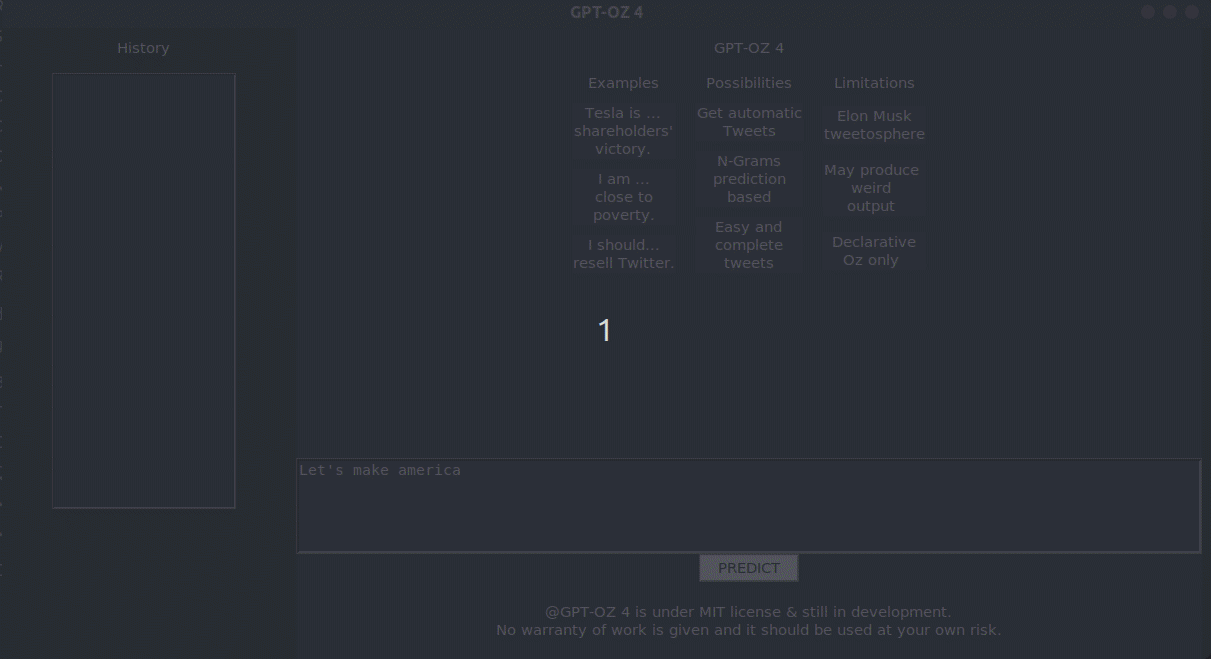 GPT-OZ 4
History
GPT-OZ 4
Examples
Tesla is ...
shareholders'
victory.
I am ...
close to
poverty.
I should...
resell Twitter.
Possibilities
Get automatic
Tweets
N-Grams
prediction
based
Easy and
complete
tweets
Limitations
Elon Musk
tweetosphere
May produce
weird
output
Declarative
Oz only
1
Let's make america
PREDICT
@GPT-OZ 4 is under MIT license & still in development.
No warranty of work is given and it should be used at your own risk.